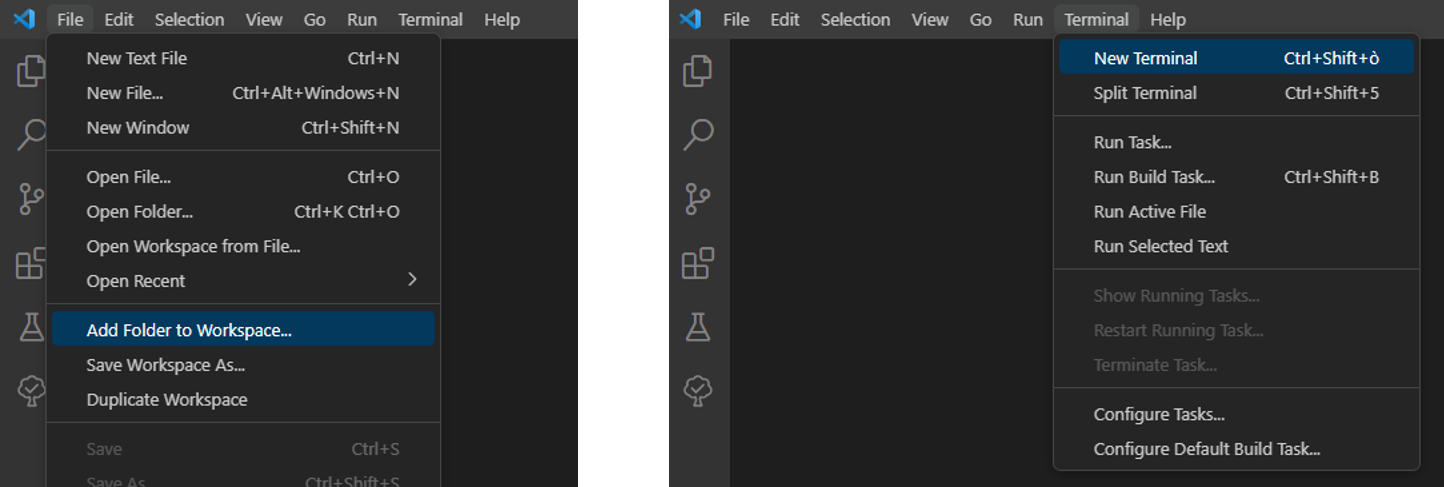 File Edit Selection View Go Run Terminal Help
New Text File Ctrl+N
New File... Ctrl+Alt+Windows+N
New Window Ctrl+Shift+N
Open File... Ctrl+O
Open Folder... Ctrl+K Ctrl+O
Open Workspace from File...
Open Recent
Add Folder to Workspace...
Save Workspace As...
Duplicate Workspace
Save Ctrl+S
Save As Ctrl+Shift+S
File Edit Selection View Go Run Terminal Help
New Terminal Ctrl+Shift+ò
Split Terminal Ctrl+Shift+5
Run Task...
Run Build Task... Ctrl+Shift+B
Run Active File
Run Selected Text
Show Running Tasks...
Restart Running Task...
Terminate Task...
Configure Tasks...
Configure Default Build Task...